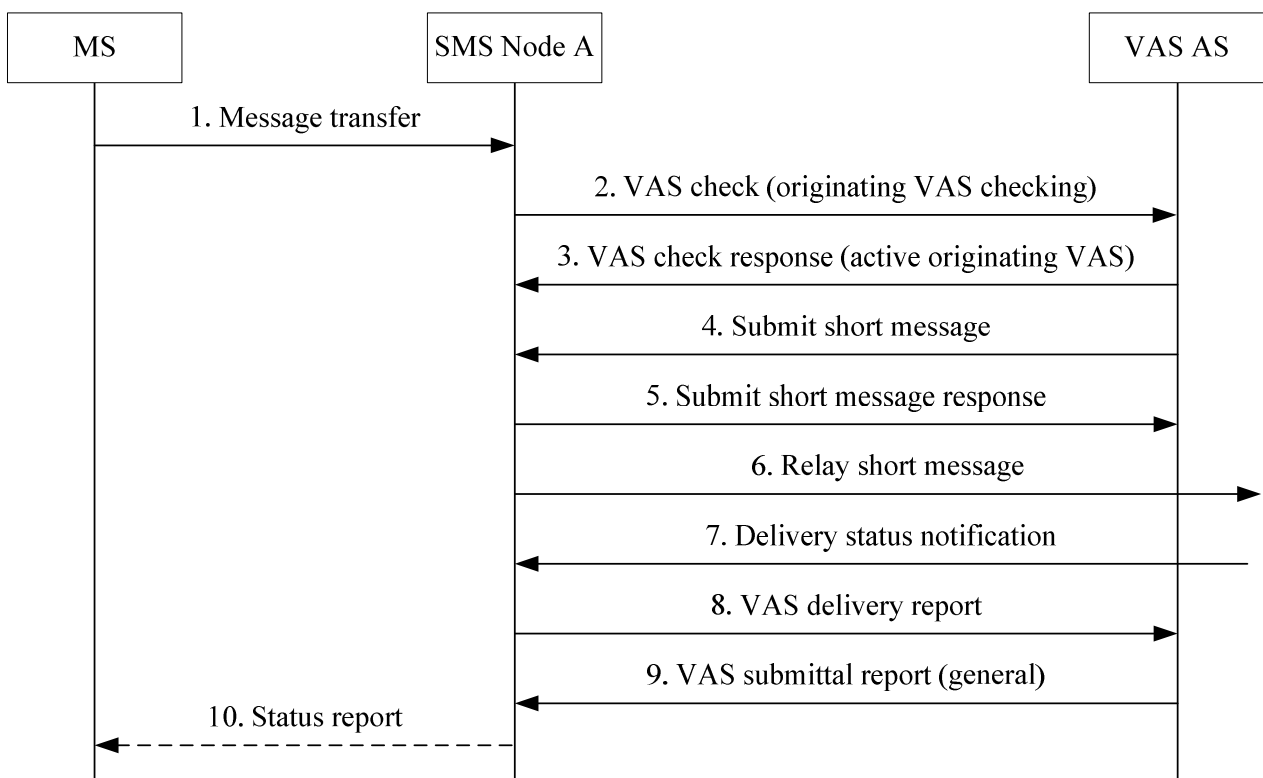 MS
SMS Node A
VAS AS
1. Message transfer
2. VAS check (originating VAS checking)
3. VAS check response (active originating VAS)
4. Submit short message
5. Submit short message response
6. Relay short message
7. Delivery status notification
8. VAS delivery report
9. VAS submittal report (general)
10. Status report